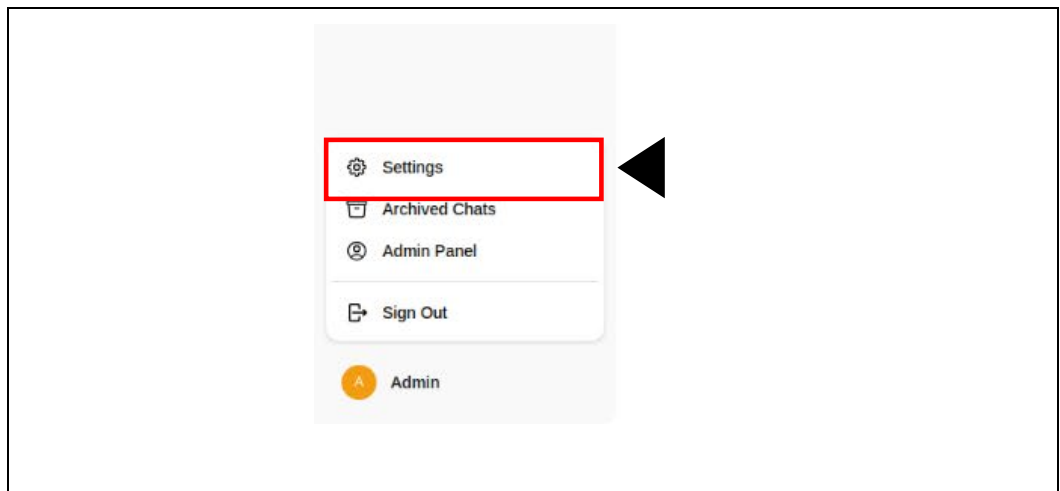 Settings
Archived Chats
Admin Panel
Sign Out
A Admin